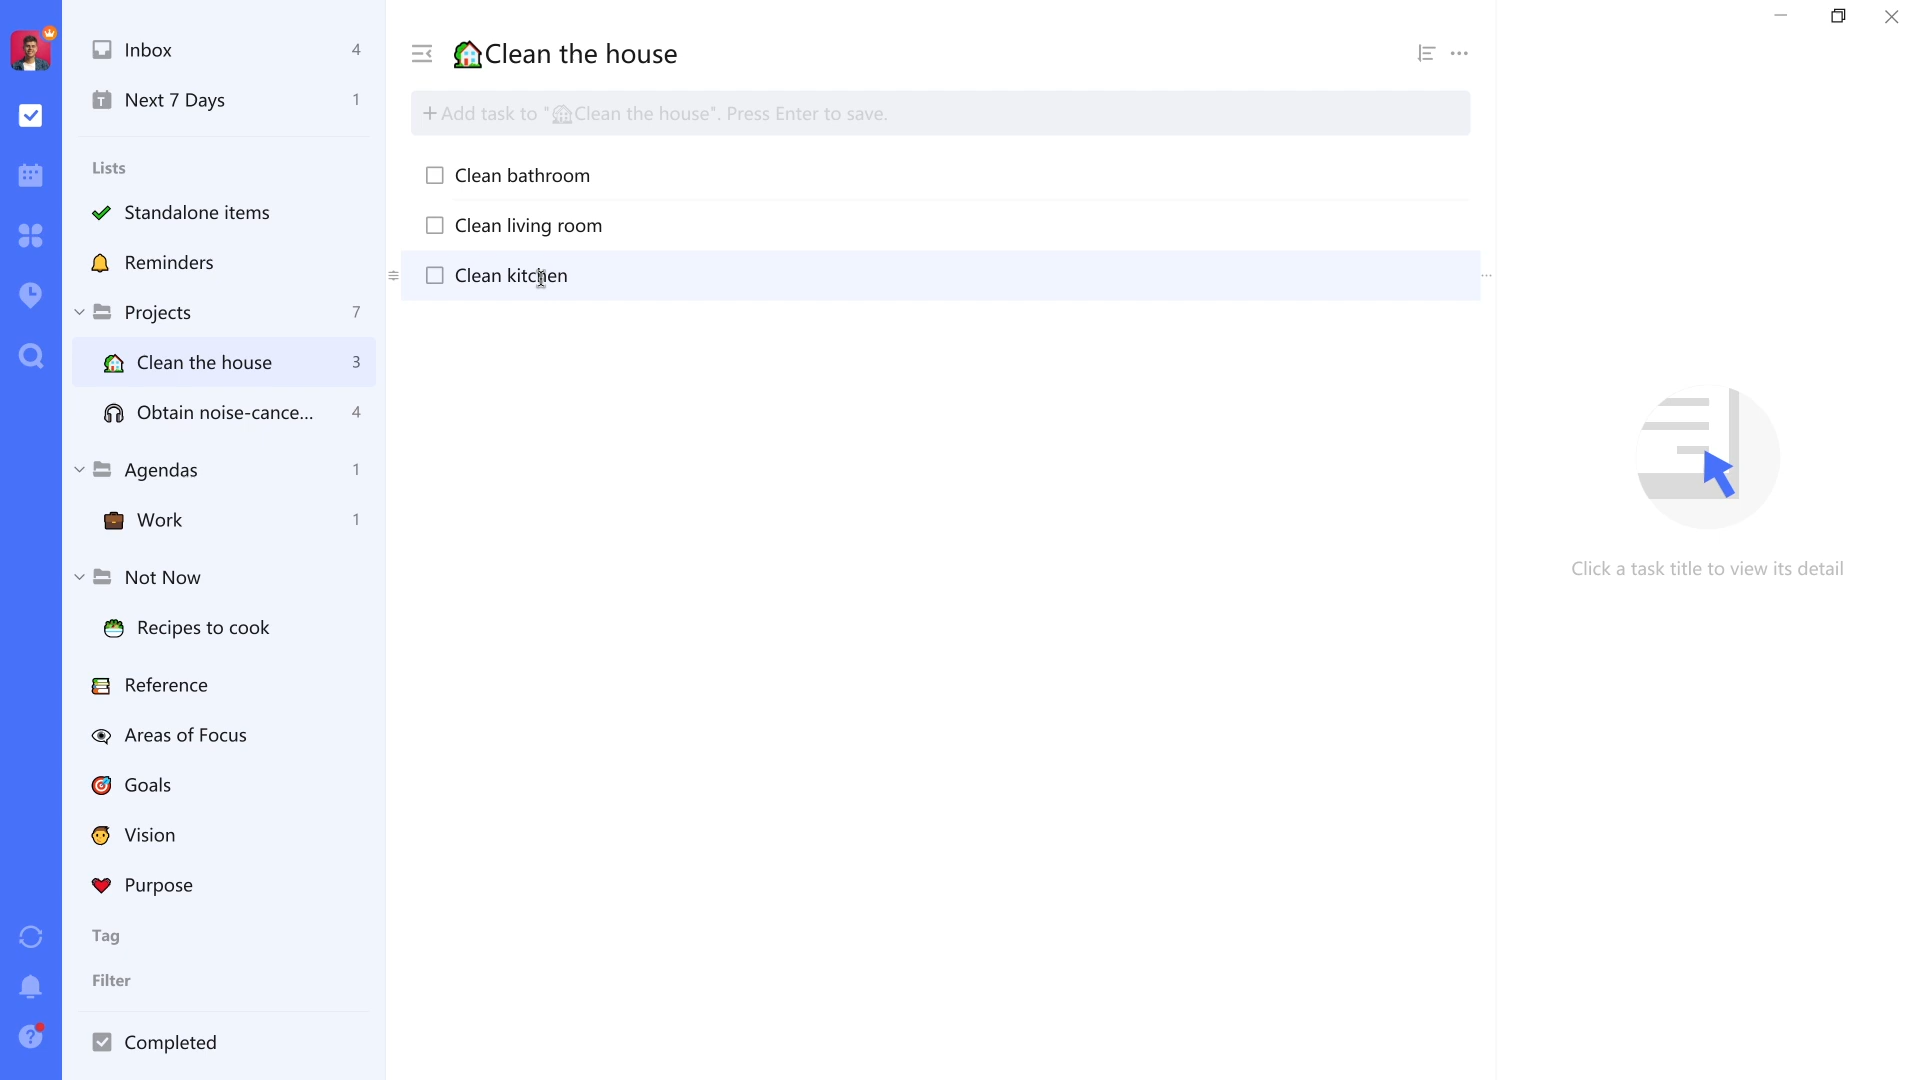 Inbox 4
Next 7 Days 1
Lists
Standalone items
Reminders
Projects 7
Clean the house 3
Obtain noise-cance... 4
Agendas 1
Work 1
Not Now
Recipes to cook
Reference
Areas of Focus
Goals
Vision
Purpose
Tag
Filter
Completed
🏡Clean the house
+ Add task to "🏡Clean the house". Press Enter to save.
Clean bathroom
Clean living room
Clean kitchen
Click a task title to view its detail